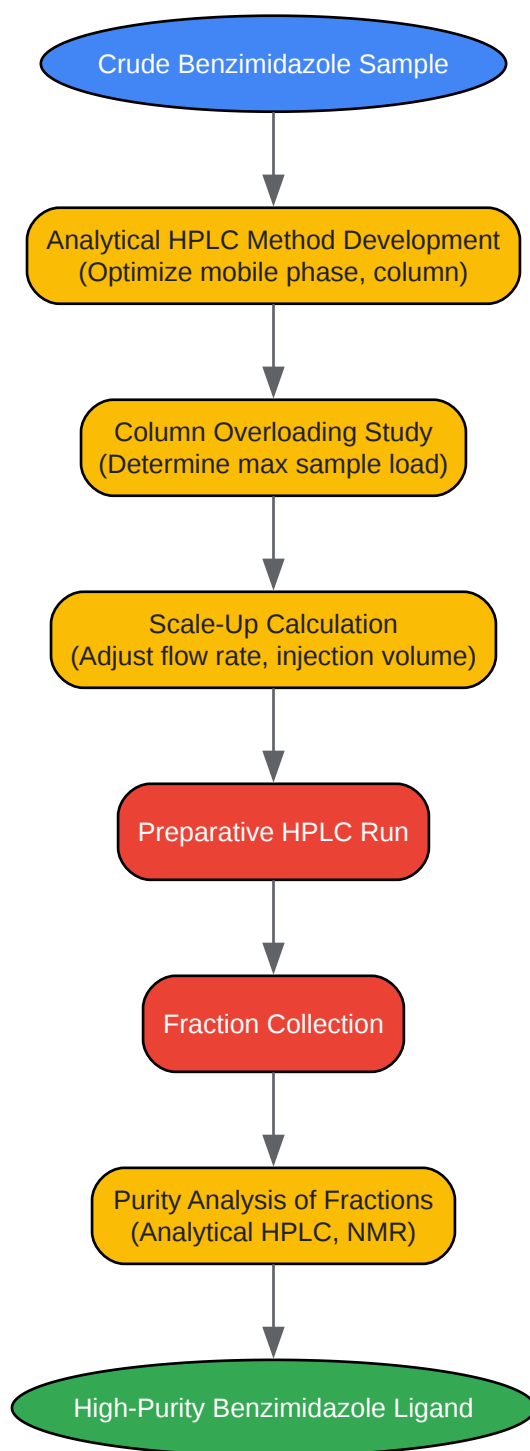 Crude Benzimidazole Sample
Analytical HPLC Method Development
(Optimize mobile phase, column)
Column Overloading Study
(Determine max sample load)
Scale-Up Calculation
(Adjust flow rate, injection volume)
Preparative HPLC Run
Fraction Collection
Purity Analysis of Fractions
(Analytical HPLC, NMR)
High-Purity Benzimidazole Ligand